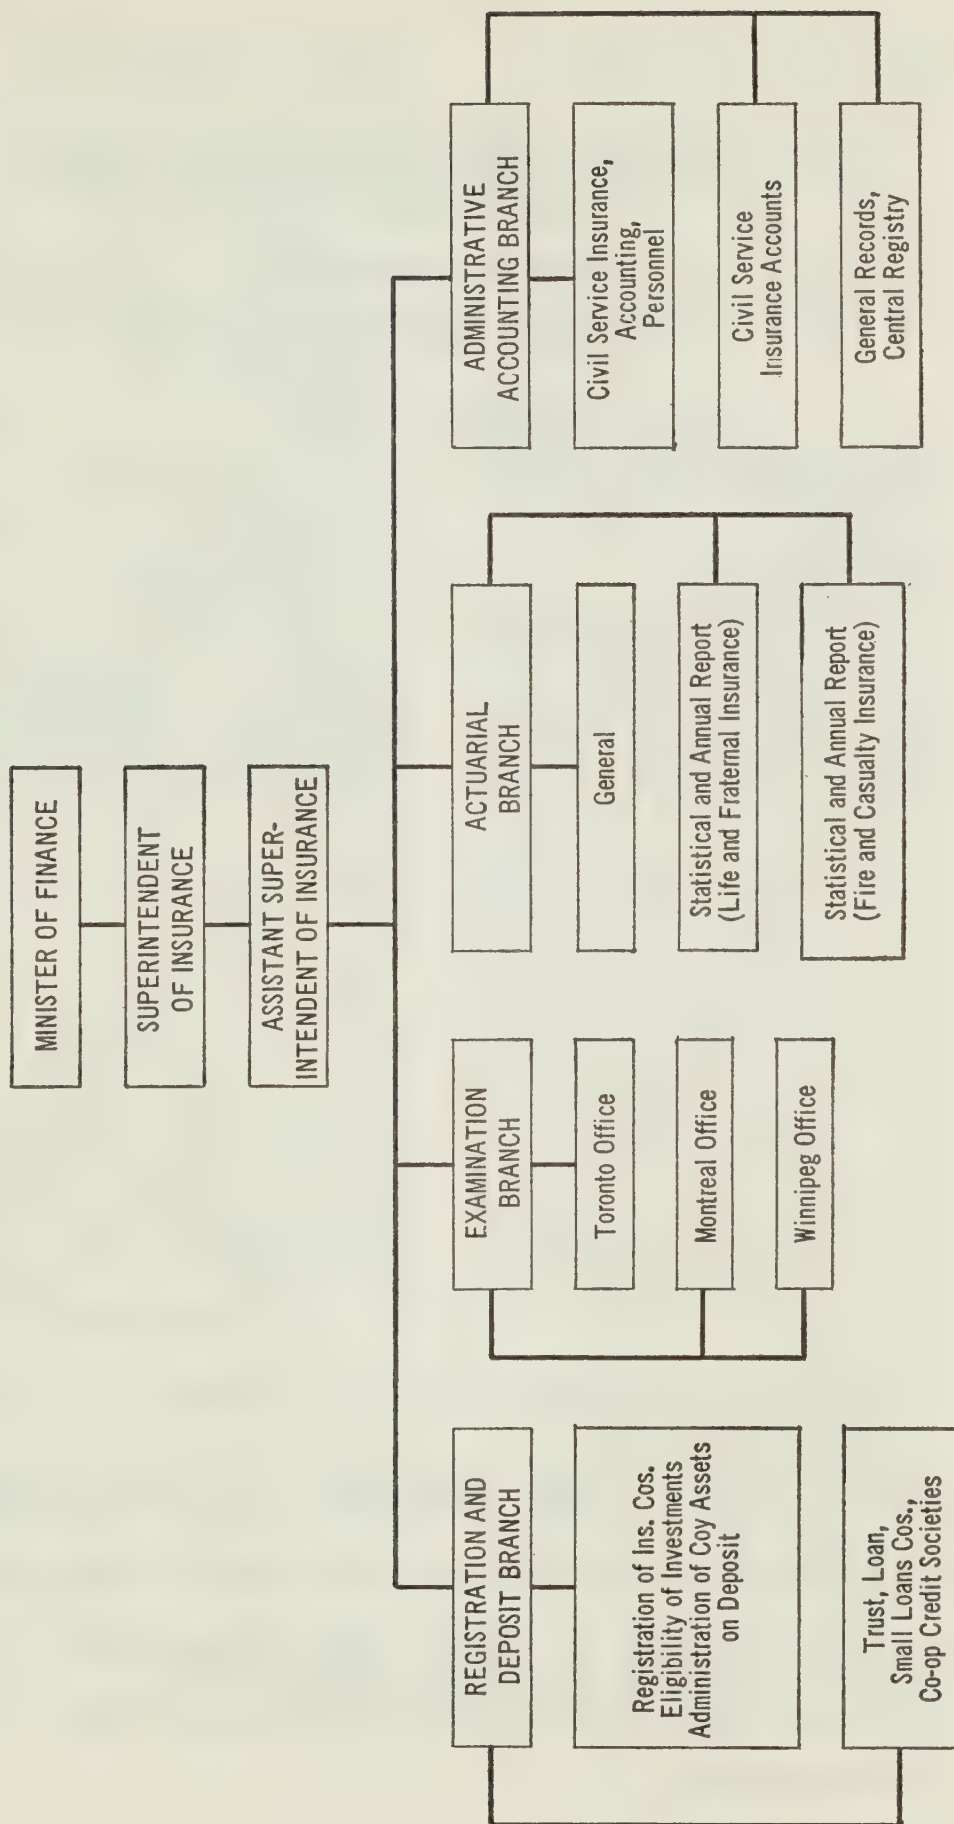 MINISTER OF FINANCE
SUPERINTENDENT
OF INSURANCE
ASSISTANT SUPER-
INTENDENT OF INSURANCE
REGISTRATION AND
DEPOSIT BRANCH
Registration of Ins. Cos.
Eligibility of Investments
Administration of Coy Assets
on Deposit
Trust, Loan,
Small Loans Cos.,
Co-op Credit Societies
EXAMINATION
BRANCH
Toronto Office
Montreal Office
Winnipeg Office
ACTUARIAL
BRANCH
General
Statistical and Annual Report
(Life and Fraternal Insurance)
Statistical and Annual Report
(Fire and Casualty Insurance)
ADMINISTRATIVE
ACCOUNTING BRANCH
Civil Service Insurance,
Accounting,
Personnel
Civil Service
Insurance Accounts
General Records,
Central Registry